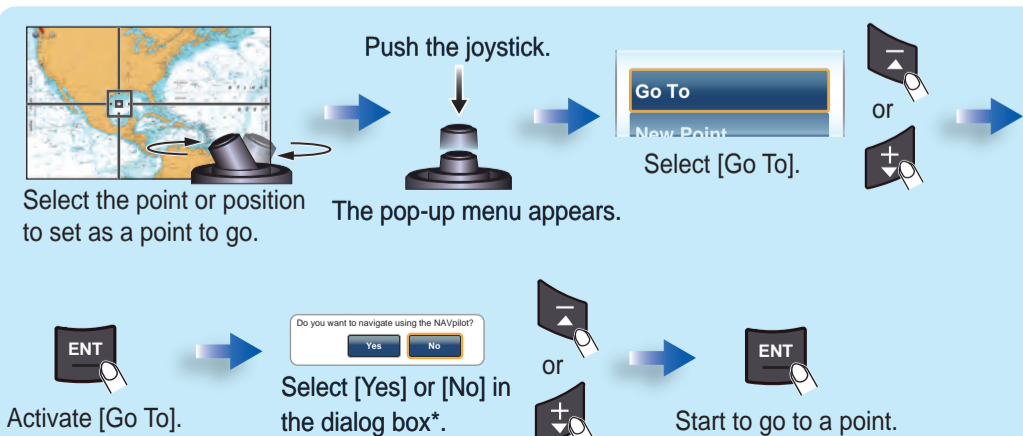 Push the joystick.
Go To
New Point
or
Select [Go To].
Select the point or position
to set as a point to go.
The pop-up menu appears.
ENT
Do you want to navigate using the NAVpilot?
Yes
No
or
ENT
Activate [Go To].
Select [Yes] or [No] in
the dialog box*.
Start to go to a point.